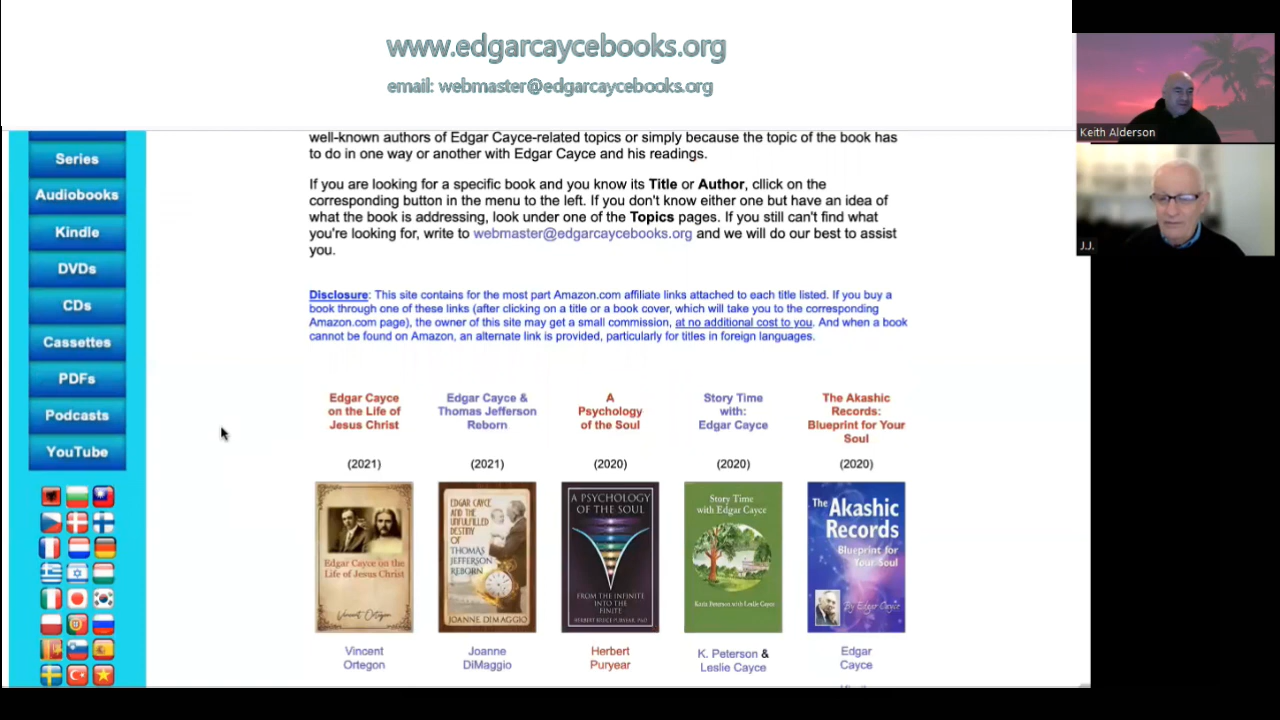 www.edgarcaycebooks.org
email: webmaster@edgarcaycebooks.org
Keith Alderson
J.J.
Series
Audiobooks
Kindle
DVDs
CDs
Cassettes
PDFs
Podcasts
YouTube
well-known authors of Edgar Cayce-related topics or simply because the topic of the book has
to do in one way or another with Edgar Cayce and his readings.
If you are looking for a specific book and you know its Title or Author, cllick on the
corresponding button in the menu to the left. If you don't know either one but have an idea of
what the book is addressing, look under one of the Topics pages. If you still can't find what
you're looking for, write to webmaster@edgarcaycebooks.org and we will do our best to assist
you.
Disclosure: This site contains for the most part Amazon.com affiliate links attached to each title listed. If you buy a
book through one of these links (after clicking on a title or a book cover, which will take you to the corresponding
Amazon.com page), the owner of this site may get a small commission, at no additional cost to you. And when a book
cannot be found on Amazon, an alternate link is provided, particularly for titles in foreign languages.
Edgar Cayce
on the Life of
Jesus Christ
(2021)
Edgar Cayce on the
Life of Jesus Christ
Vincent Ortegon
Vincent
Ortegon
Edgar Cayce &
Thomas Jefferson
Reborn
(2021)
EDGAR CAYCE
AND THE
UNFULFILLED
DESTINY
OF
THOMAS
JEFFERSON
REBORN
JOANNE DIMAGGIO
Joanne
DiMaggio
A
Psychology
of the Soul
(2020)
A PSYCHOLOGY
OF THE SOUL
FROM THE INFINITE
INTO THE
FINITE
HERBERT BRUCE PURYEAR, PhD
Herbert
Puryear
Story Time
with:
Edgar Cayce
(2020)
Story Time
with Edgar Cayce
Karin Peterson with Leslie Cayce
K. Peterson &
Leslie Cayce
The Akashic
Records:
Blueprint for Your
Soul
(2020)
The
Akashic
Records
Blueprint for
Your Soul
By Edgar Cayce
Edgar
Cayce